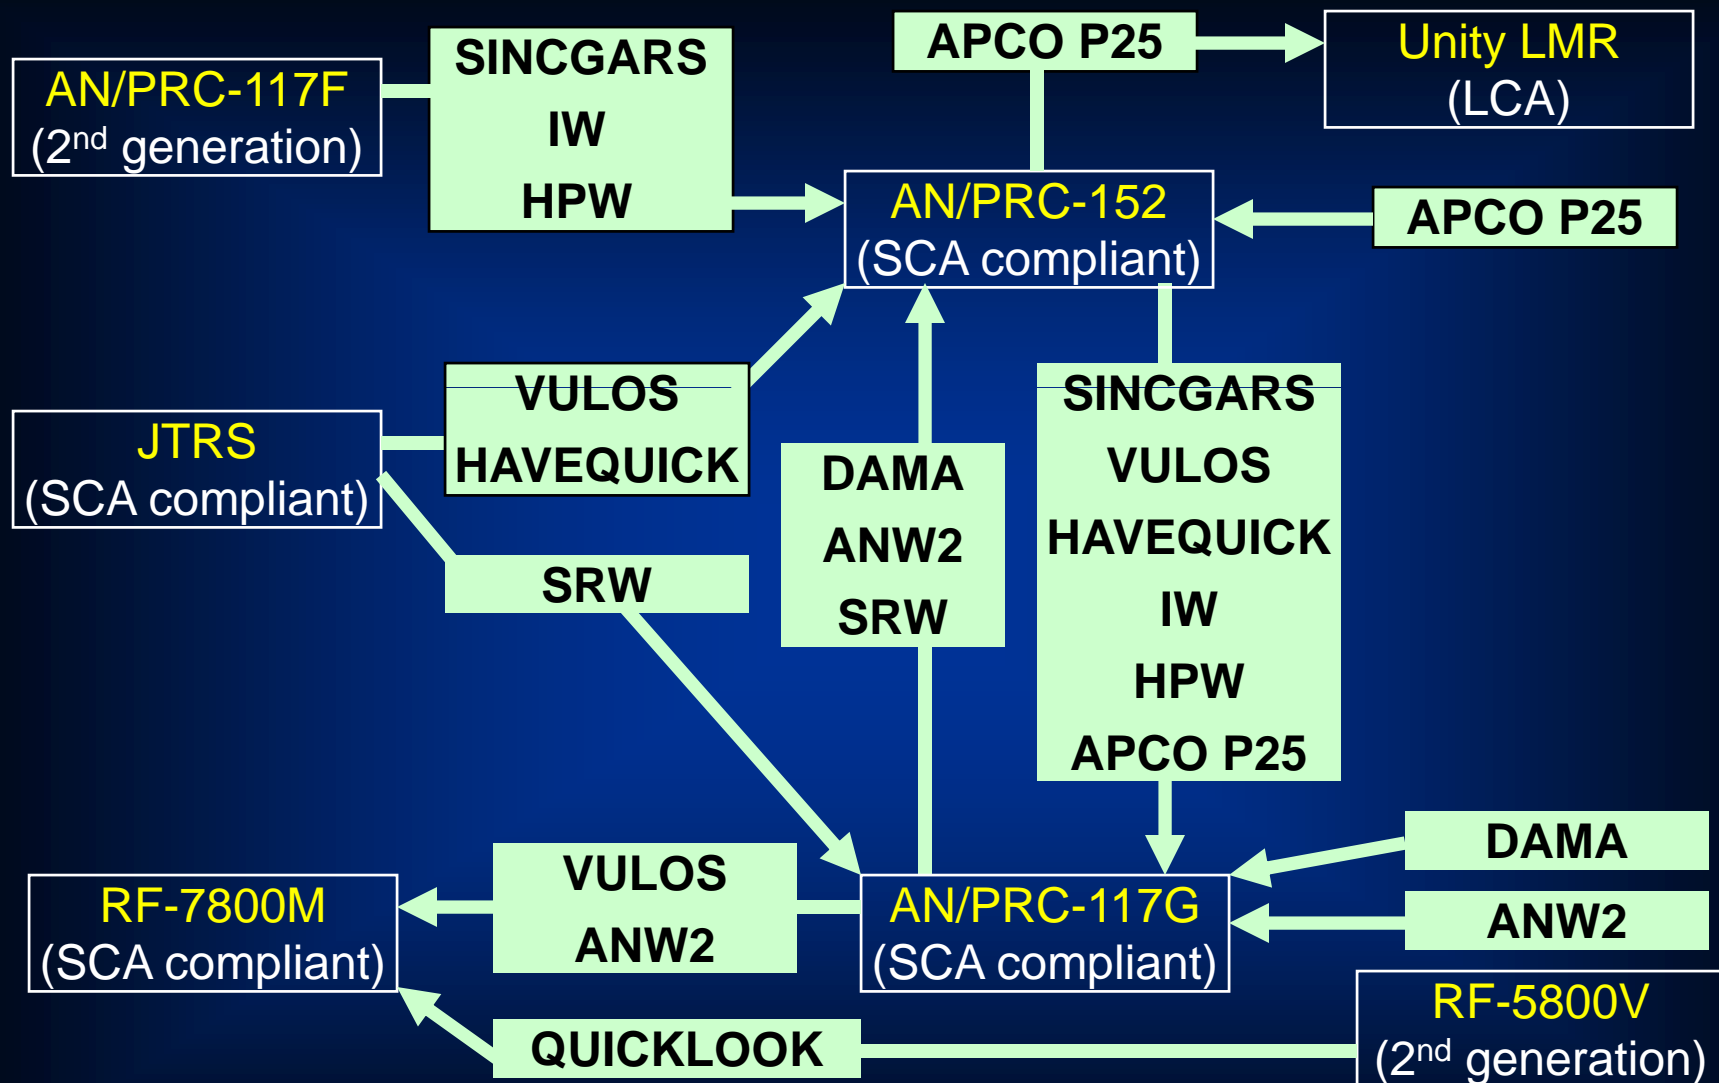 AN/PRC-117F
(2nd generation)
SINCGARS
IW
HPW
APCO P25
Unity LMR
(LCA)
AN/PRC-152
(SCA compliant)
APCO P25
JTRS
(SCA compliant)
VULOS
HAVEQUICK
SRW
DAMA
ANW2
SRW
SINCGARS
VULOS
HAVEQUICK
IW
HPW
APCO P25
RF-7800M
(SCA compliant)
VULOS
ANW2
AN/PRC-117G
(SCA compliant)
DAMA
ANW2
QUICKLOOK
RF-5800V
(2nd generation)